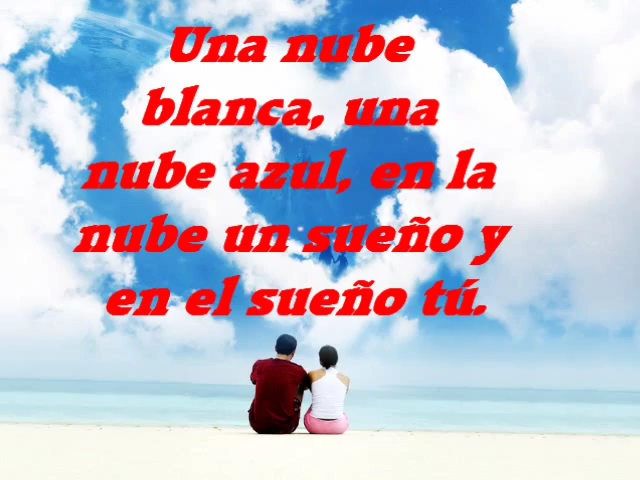 Una nube
blanca, una
nube azul, en la
nube un sueño y
en el sueño tú.